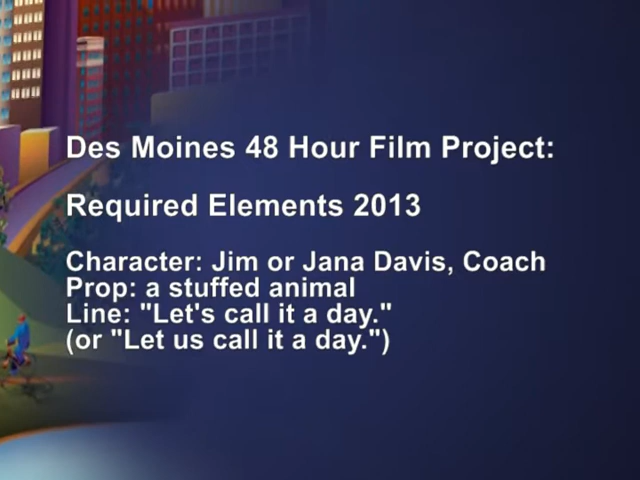 Des Moines 48 Hour Film Project:
Required Elements 2013
Character: Jim or Jana Davis, Coach
Prop: a stuffed animal
Line: "Let's call it a day."
(or "Let us call it a day.")